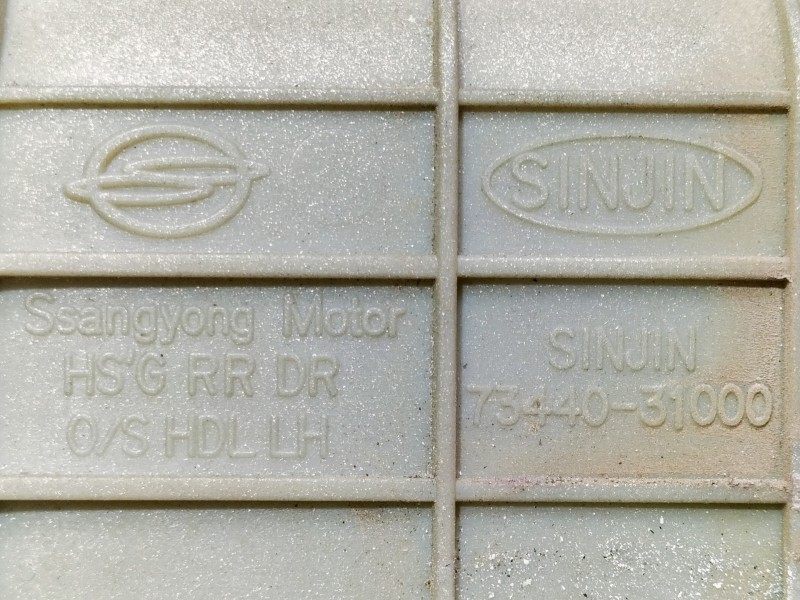 SINJIN
Ssangyong Motor
HS'G RR DR
O/S HDL LH
SINJIN
73440-31000